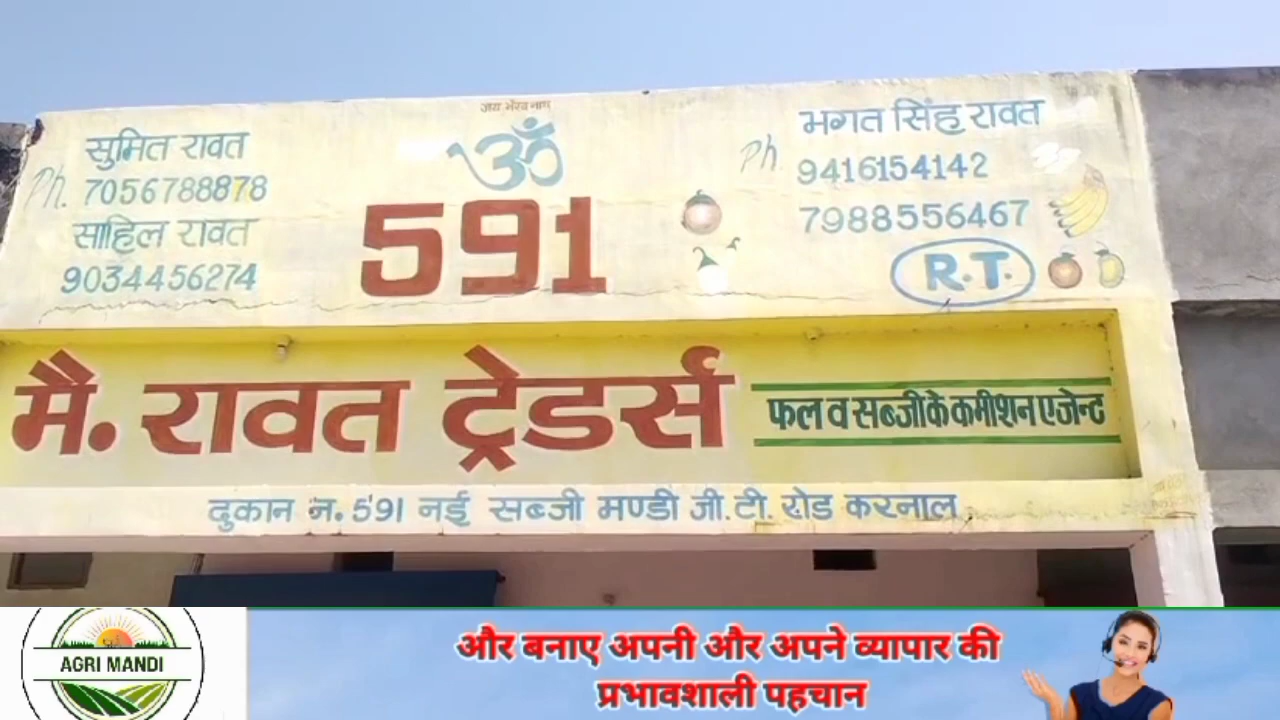 जय भैरव नाथ
ॐ
सुमित रावत
Ph. 7056788878
साहिल रावत
9034456274
591
भगत सिंह रावत
Ph. 9416154142
7988556467
R.T.
मै. रावत ट्रेडर्स
फल व सब्जी के कमीशन एजेन्ट
दुकान न. 591 नई सब्जी मण्डी जी.टी. रोड करनाल
AGRI MANDI
और बनाए अपनी और अपने व्यापार की
प्रभावशाली पहचान